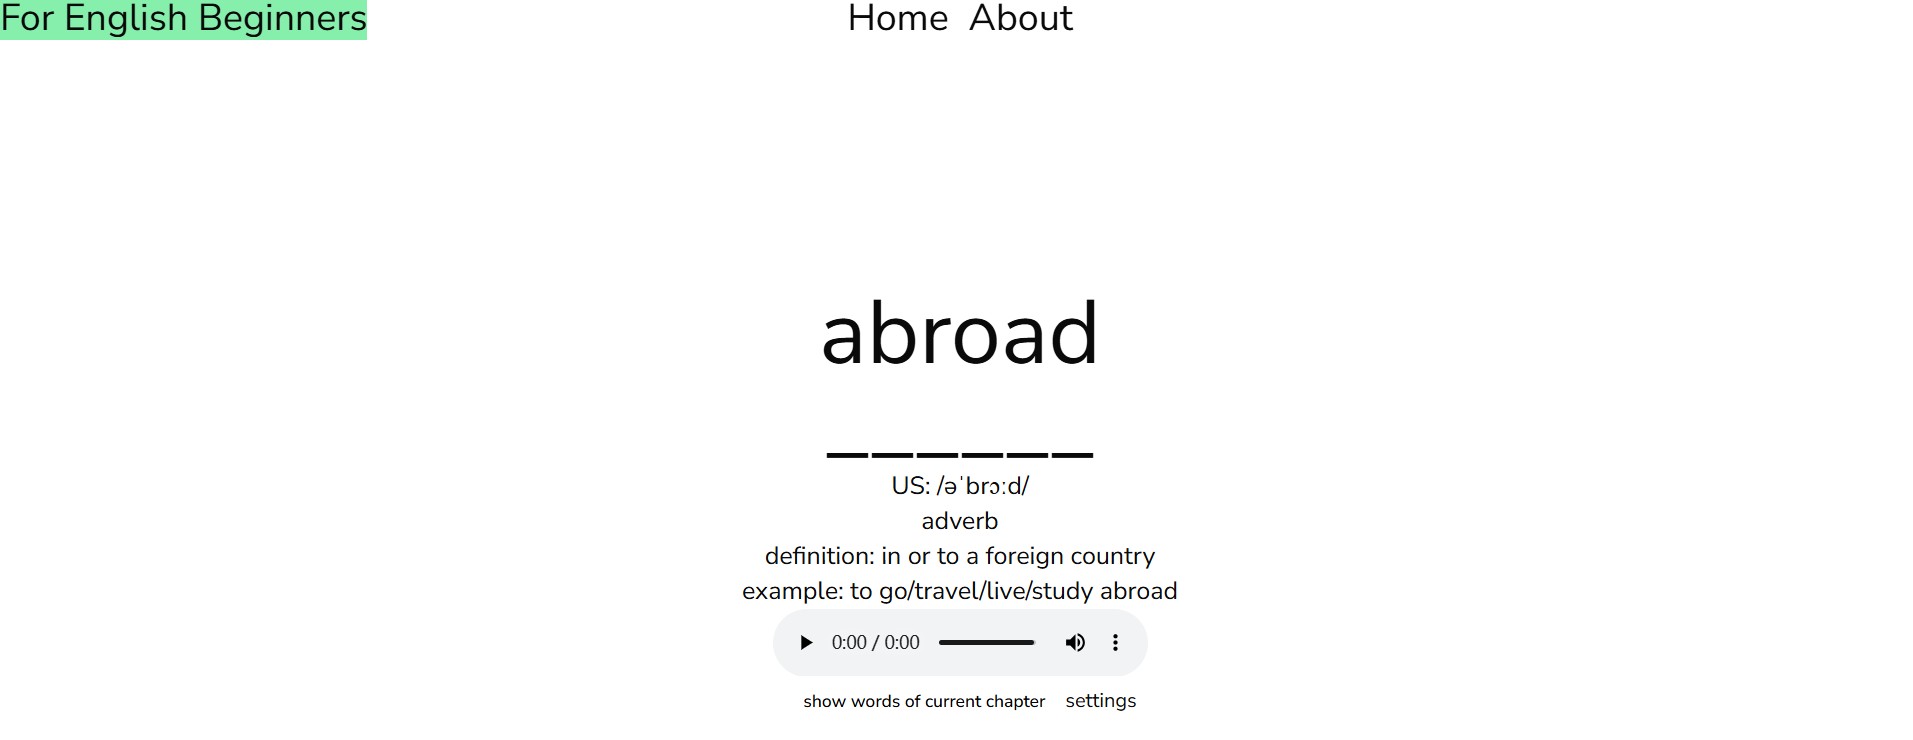 For English Beginners
Home About
abroad
______
US: /əˈbrɔːd/
adverb
definition: in or to a foreign country
example: to go/travel/live/study abroad
0:00 / 0:00
show words of current chapter settings